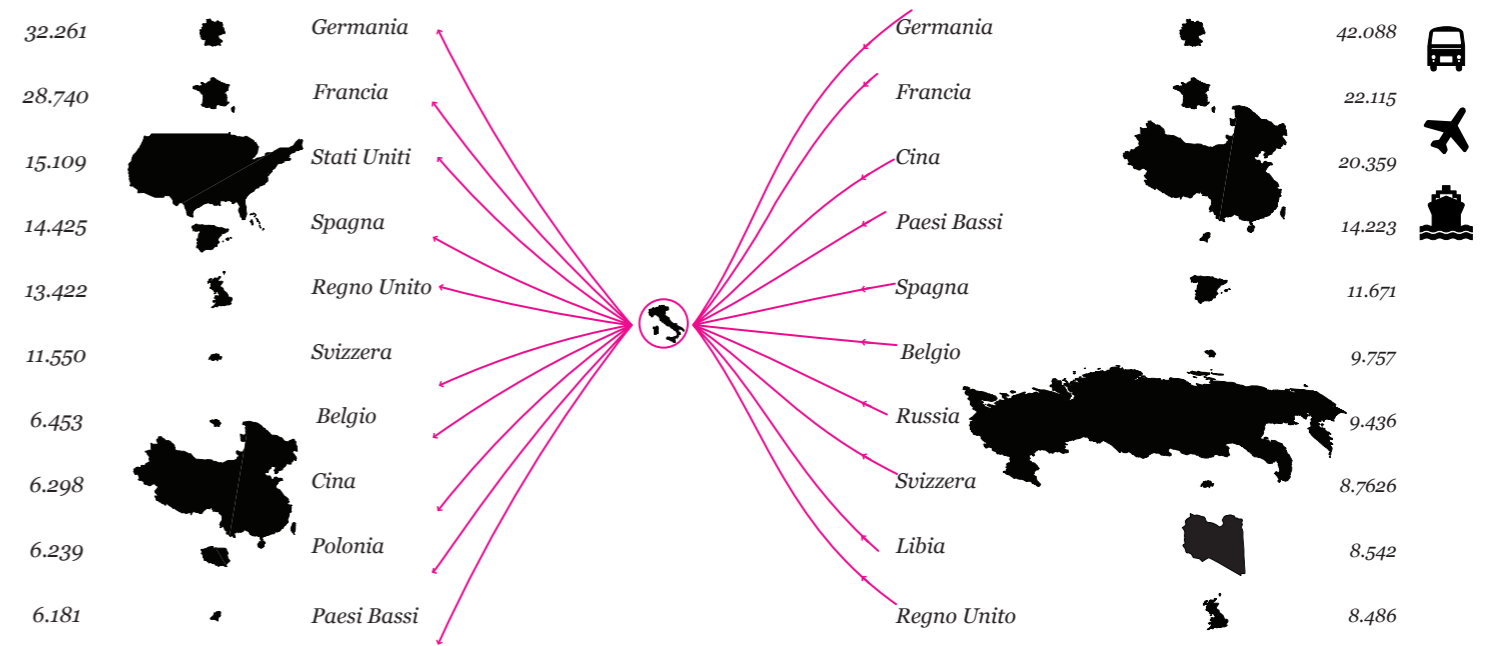 32.261 Germania
28.740 Francia
15.109 Stati Uniti
14.425 Spagna
13.422 Regno Unito
11.550 Svizzera
6.453 Belgio
6.298 Cina
6.239 Polonia
6.181 Paesi Bassi
Germania 42.088
Francia 22.115
Cina 20.359
Paesi Bassi 14.223
Spagna 11.671
Belgio 9.757
Russia 9.436
Svizzera 8.7626
Libia 8.542
Regno Unito 8.486